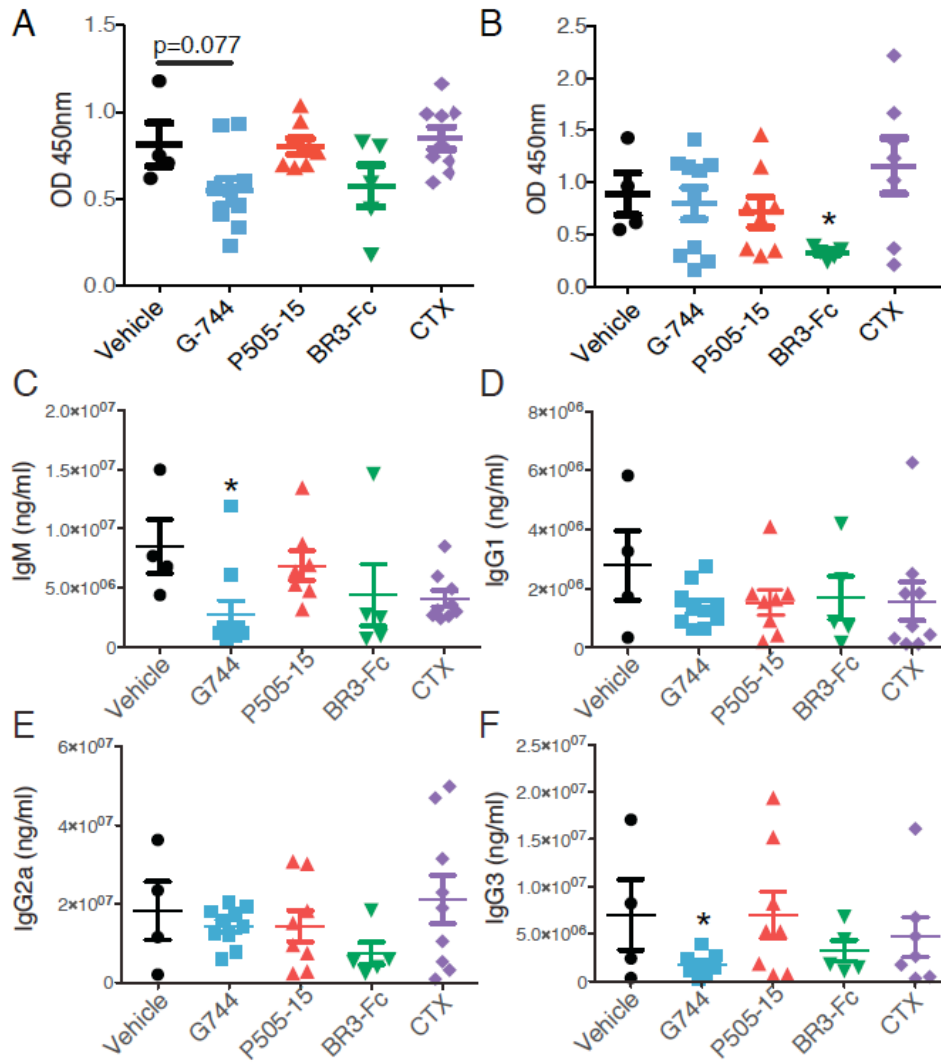 A
OD 450nm
1.5
1.0
0.5
0.0
p=0.077
Vehicle
G-744
P505-15
BR3-Fc
CTX
B
OD 450nm
2.5
2.0
1.5
1.0
0.5
0.0
*
Vehicle
G-744
P505-15
BR3-Fc
CTX
C
IgM (ng/ml)
2.0×10⁰⁷
1.5×10⁰⁷
1.0×10⁰⁷
5.0×10⁰⁶
0
*
Vehicle
G744
P505-15
BR3-Fc
CTX
D
IgG1 (ng/ml)
8×10⁰⁶
6×10⁰⁶
4×10⁰⁶
2×10⁰⁶
0
Vehicle
G744
P505-15
BR3-Fc
CTX
E
IgG2a (ng/ml)
6×10⁰⁷
4×10⁰⁷
2×10⁰⁷
0
Vehicle
G744
P505-15
BR3-Fc
CTX
F
IgG3 (ng/ml)
2.5×10⁰⁷
2.0×10⁰⁷
1.5×10⁰⁷
1.0×10⁰⁷
5.0×10⁰⁶
0
*
Vehicle
G744
P505-15
BR3-Fc
CTX